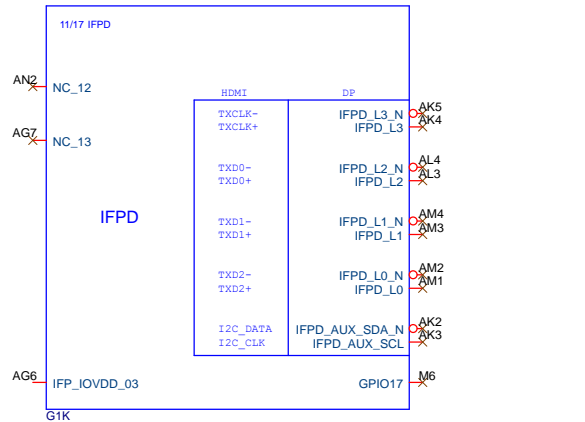 11/17 IFPD
AN2
NC_12
HDMI
DP
TXCLK-
IFPD_L3_N
AK5
TXCLK+
IFPD_L3
AK4
AG7
NC_13
TXD0-
IFPD_L2_N
AL4
TXD0+
IFPD_L2
AL3
IFPD
TXD1-
IFPD_L1_N
AM4
TXD1+
IFPD_L1
AM3
TXD2-
IFPD_L0_N
AM2
TXD2+
IFPD_L0
AM1
I2C_DATA
IFPD_AUX_SDA_N
AK2
I2C_CLK
IFPD_AUX_SCL
AK3
AG6
IFP_IOVDD_03
GPIO17
M6
G1K